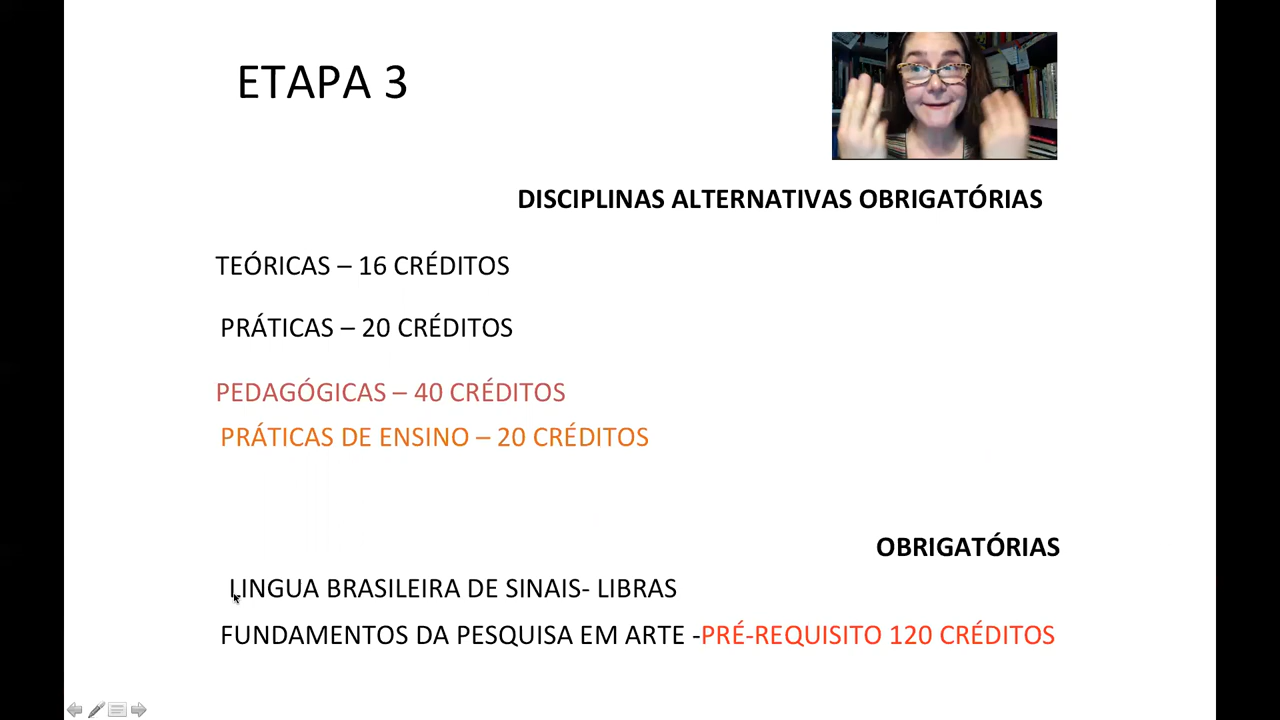 ETAPA 3
DISCIPLINAS ALTERNATIVAS OBRIGATÓRIAS
TEÓRICAS – 16 CRÉDITOS
PRÁTICAS – 20 CRÉDITOS
PEDAGÓGICAS – 40 CRÉDITOS
PRÁTICAS DE ENSINO – 20 CRÉDITOS
OBRIGATÓRIAS
LINGUA BRASILEIRA DE SINAIS- LIBRAS
FUNDAMENTOS DA PESQUISA EM ARTE -PRÉ-REQUISITO 120 CRÉDITOS